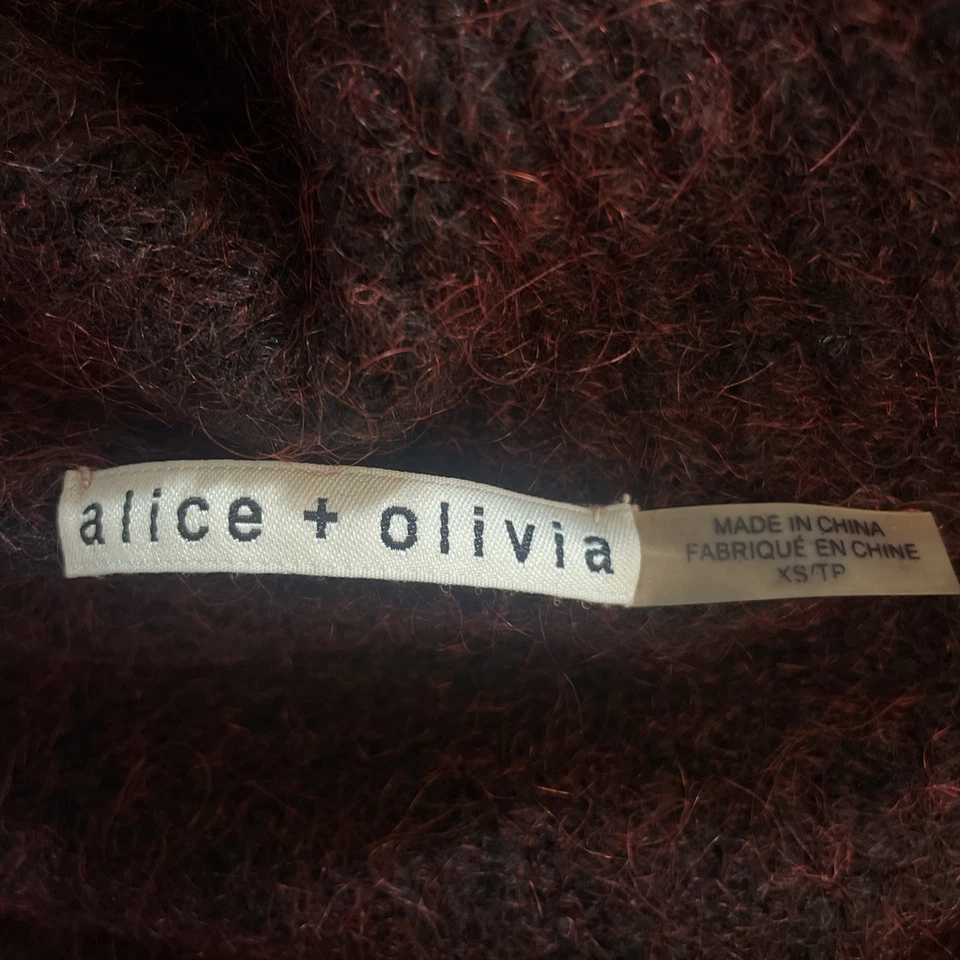 alice + olivia
MADE IN CHINA
FABRIQUÉ EN CHINE
XS/TP